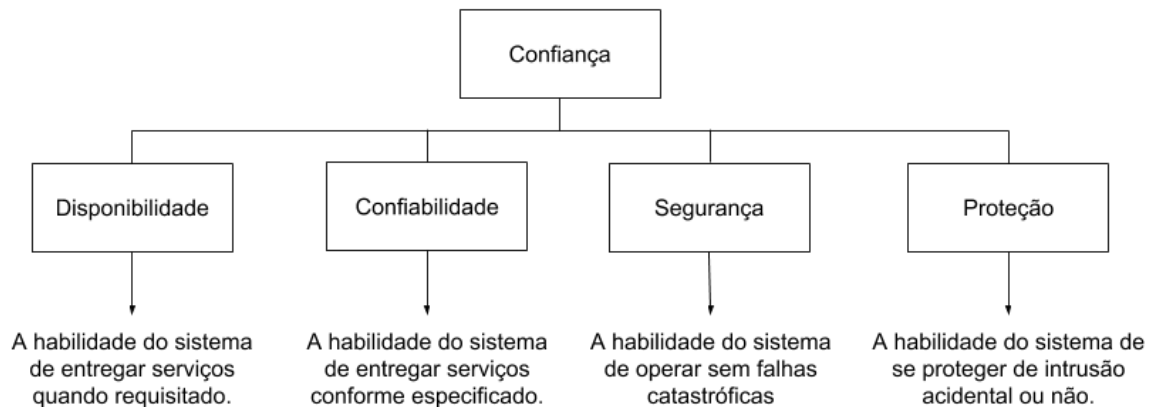 Confiança
Disponibilidade
Confiabilidade
Segurança
Proteção
A habilidade do sistema
de entregar serviços
quando requisitado.
A habilidade do sistema
de entregar serviços
conforme especificado.
A habilidade do sistema
de operar sem falhas
catastróficas
A habilidade do sistema de
se proteger de intrusão
acidental ou não.